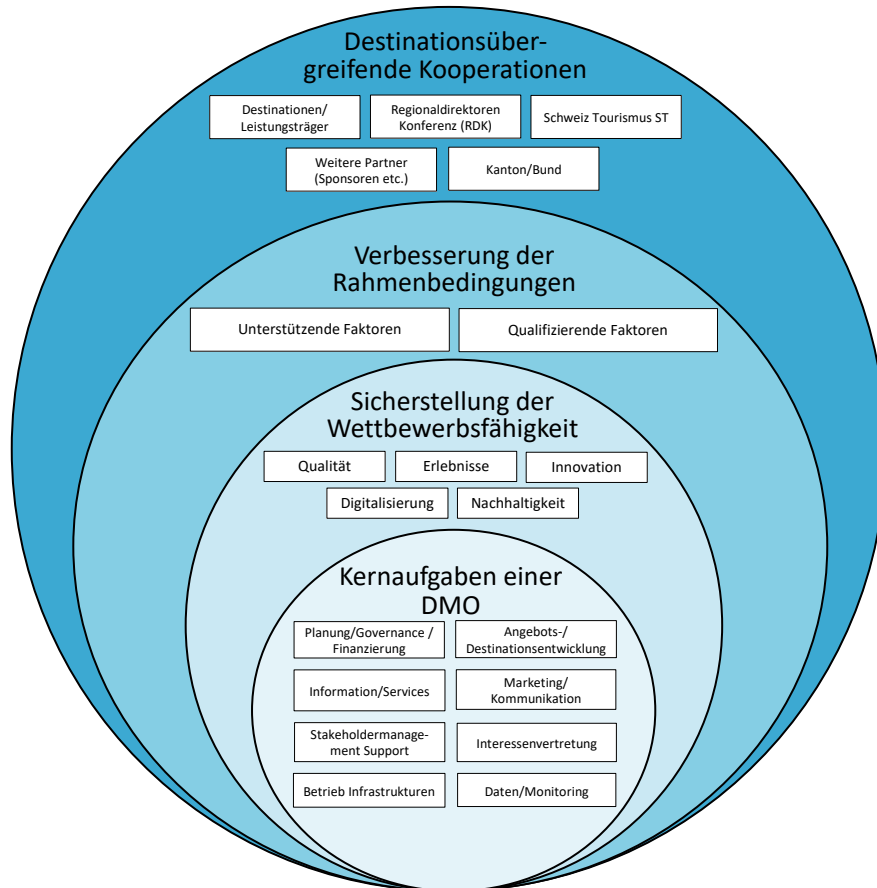 Destinationsüber-
greifende Kooperationen
Destinationen/
Leistungsträger
Regionaldirektoren
Konferenz (RDK)
Schweiz Tourismus ST
Weitere Partner
(Sponsoren etc.)
Kanton/Bund
Verbesserung der
Rahmenbedingungen
Unterstützende Faktoren
Qualifizierende Faktoren
Sicherstellung der
Wettbewerbsfähigkeit
Qualität
Erlebnisse
Innovation
Digitalisierung
Nachhaltigkeit
Kernaufgaben einer
DMO
Planung/Governance /
Finanzierung
Angebots-/
Destinationsentwicklung
Information/Services
Marketing/
Kommunikation
Stakeholdermanage-
ment Support
Interessenvertretung
Betrieb Infrastrukturen
Daten/Monitoring